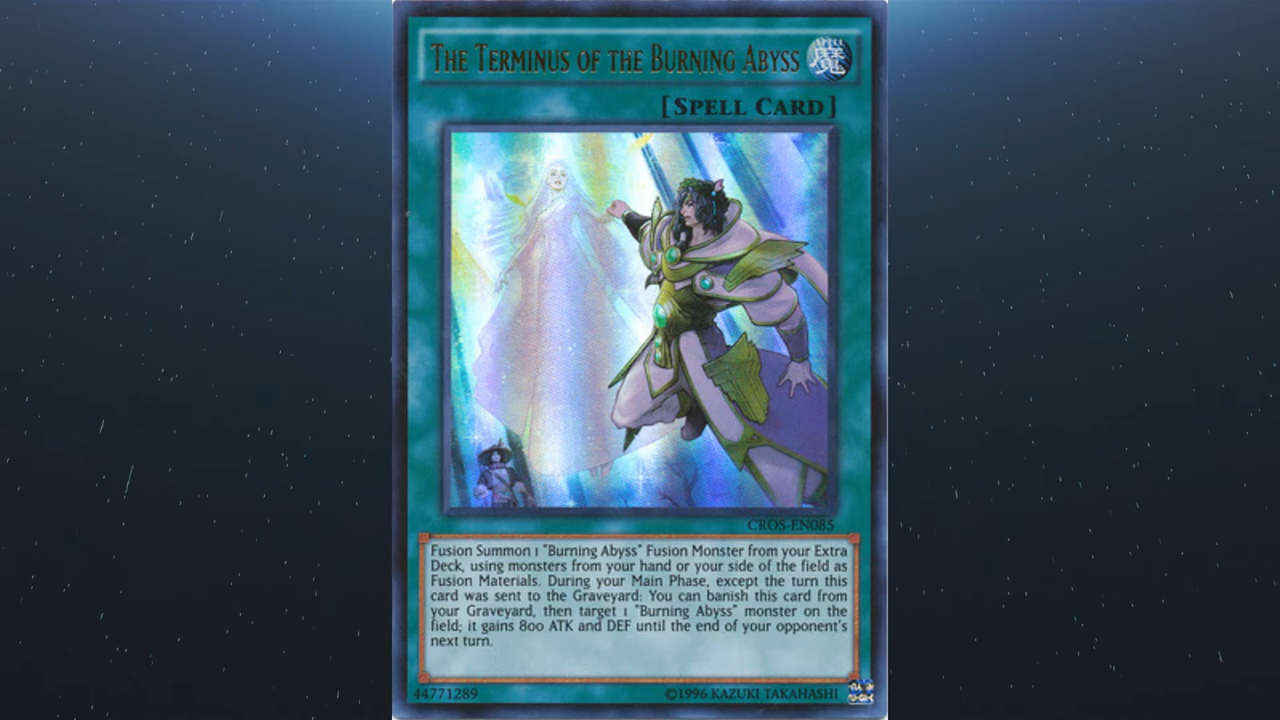 THE TERMINUS OF THE BURNING ABYSS
SPELL
魔
[SPELL CARD]
CROS-EN085
Fusion Summon 1 "Burning Abyss" Fusion Monster from your Extra
Deck, using monsters from your hand or your side of the field as
Fusion Materials. During your Main Phase, except the turn this
card was sent to the Graveyard: You can banish this card from
your Graveyard, then target 1 "Burning Abyss" monster on the
field; it gains 800 ATK and DEF until the end of your opponent's
next turn.
44771289
©1996 KAZUKI TAKAHASHI